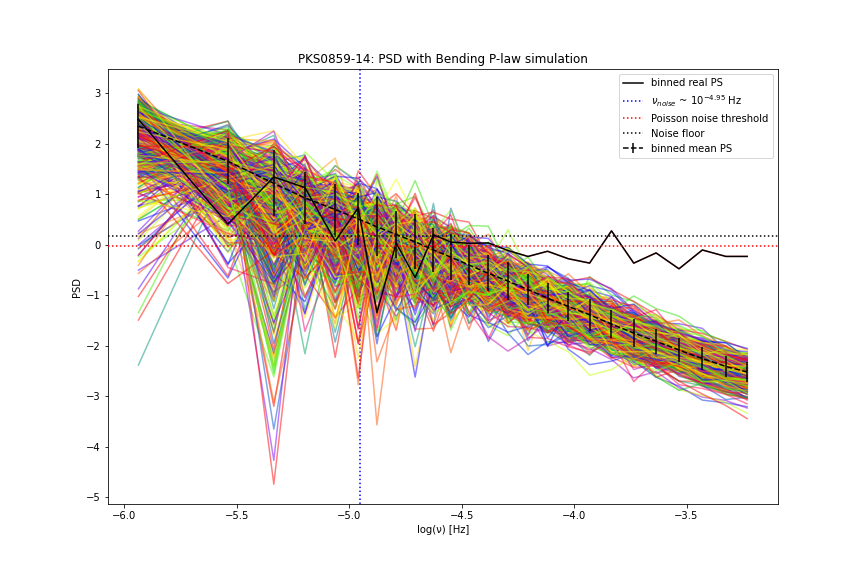 PKS0859-14: PSD with Bending P-law simulation
binned real PS
ν_noise ~ 10^−4.95 Hz
Poisson noise threshold
Noise floor
binned mean PS
PSD
3
2
1
0
−1
−2
−3
−4
−5
−6.0 −5.5 −5.0 −4.5 −4.0 −3.5
log(ν) [Hz]